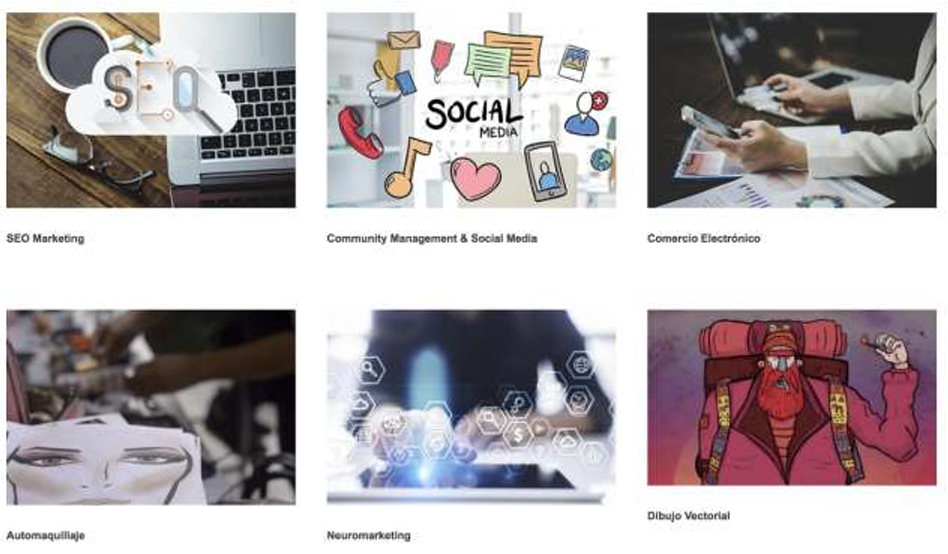 SEO
SOCIAL
MEDIA
SEO Marketing
Community Management & Social Media
Comercio Electrónico
$
Automaquillaje
Neuromarketing
Dibujo Vectorial